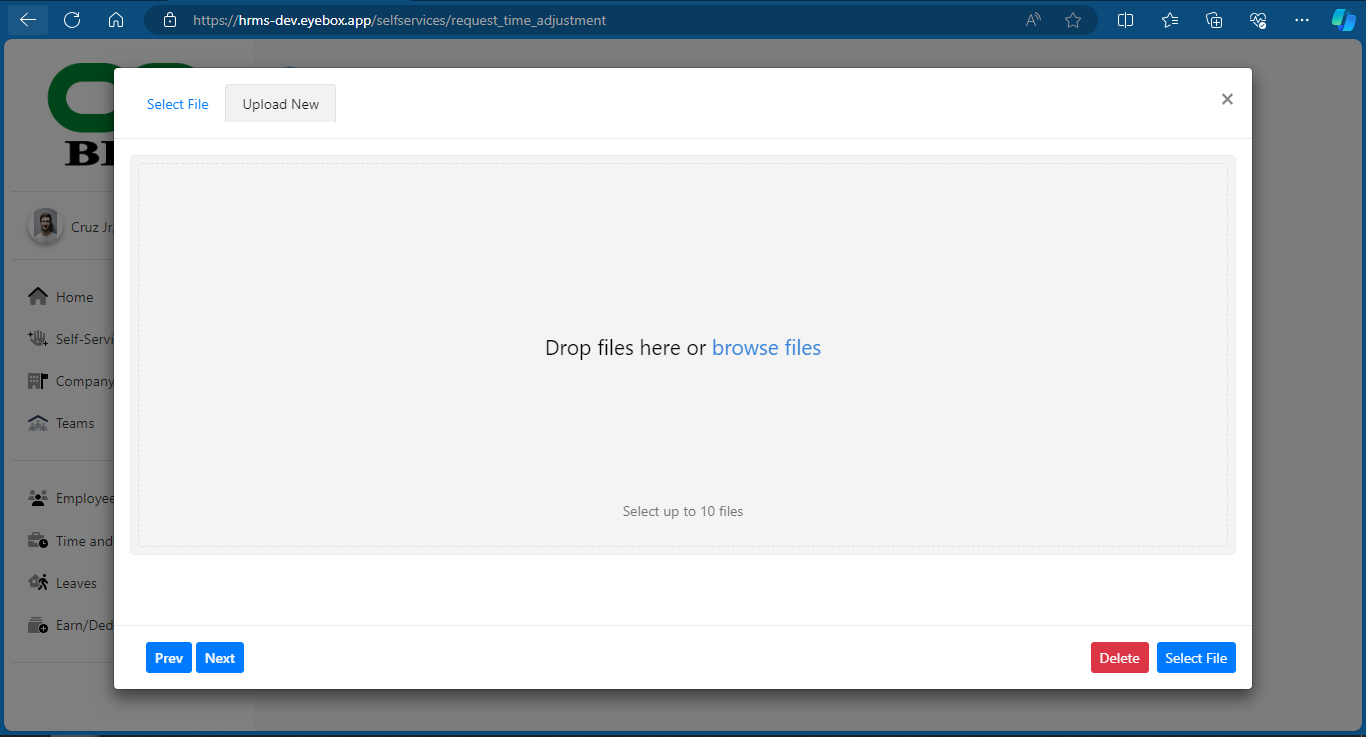 https://hrms-dev.eyebox.app/selfservices/request_time_adjustment
Select File
Upload New
×
Cruz Jr
Home
Self-Servi
Company
Teams
Employee
Time and
Leaves
Earn/Ded
Drop files here or browse files
Select up to 10 files
Prev
Next
Delete
Select File